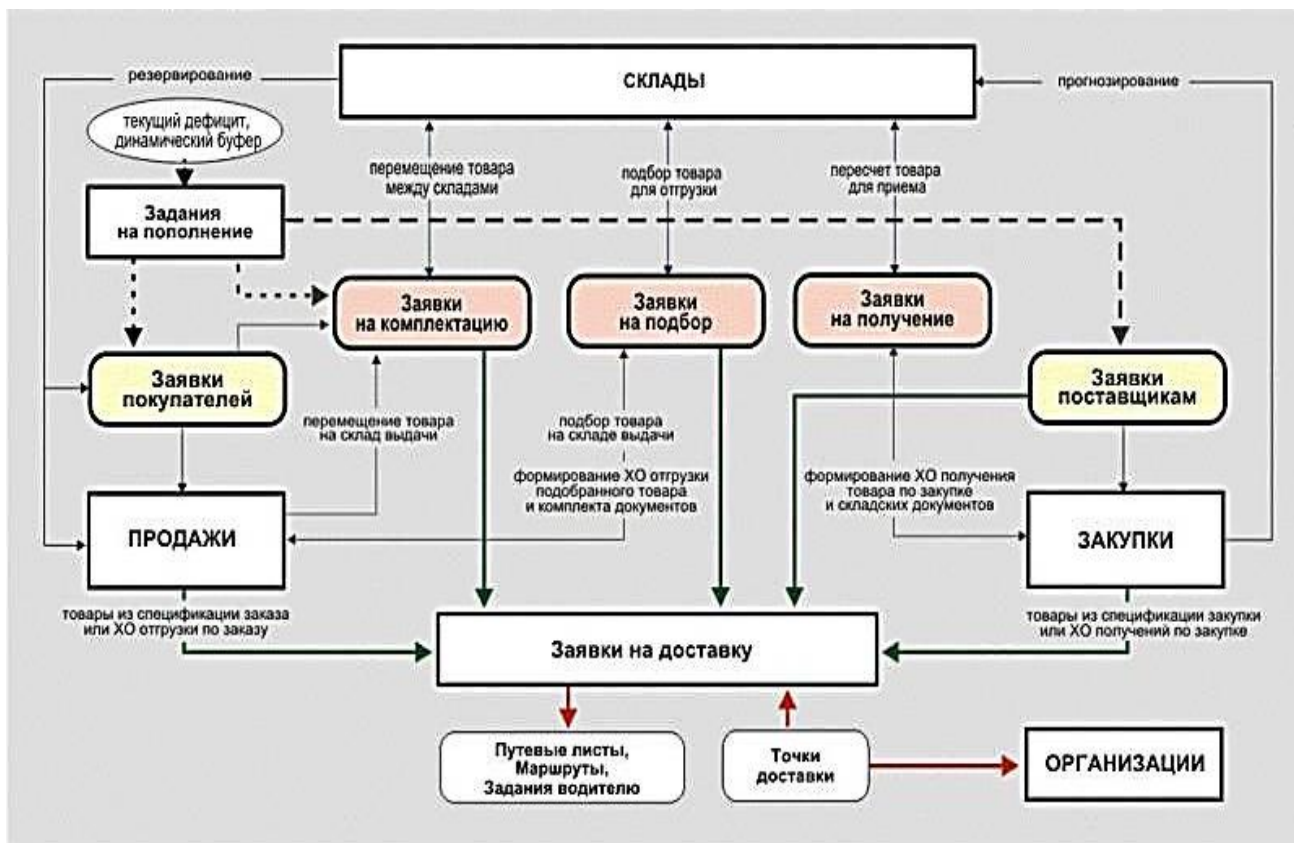 СКЛАДЫ
резервирование
прогнозирование
текущий дефицит,
динамический буфер
перемещение товара
между складами
подбор товара
для отгрузки
пересчет товара
для приема
Задания
на пополнение
Заявки
на комплектацию
Заявки
на подбор
Заявки
на получение
Заявки
покупателей
Заявки
поставщикам
перемещение товара
на склад выдачи
подбор товара
на складе выдачи
формирование ХО отгрузки
подобранного товара
и комплекта документов
формирование ХО получения
товара по закупке
и складских документов
ПРОДАЖИ
ЗАКУПКИ
товары из спецификации заказа
или ХО отгрузки по заказу
товары из спецификации закупки
или ХО получений по закупке
Заявки на доставку
Путевые листы,
Маршруты,
Задания водителю
Точки
доставки
ОРГАНИЗАЦИИ